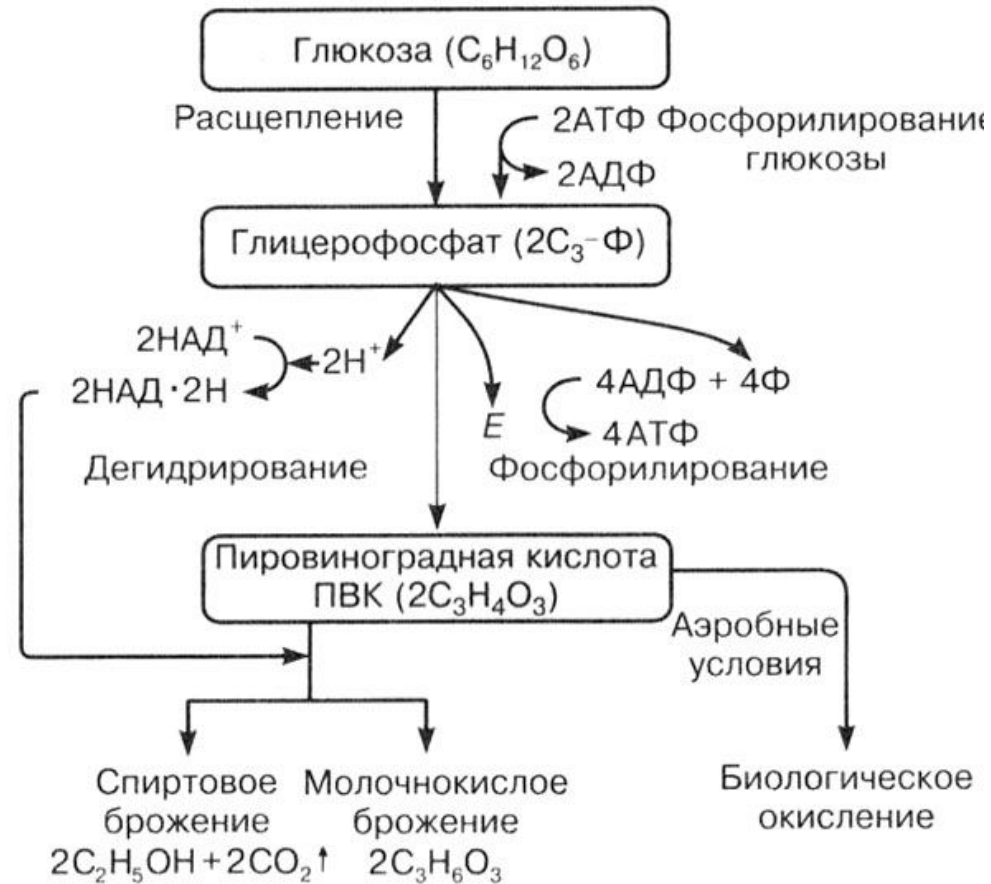 Глюкоза (C₆H₁₂O₆)
Расщепление
2АТФ Фосфорилирование
глюкозы
2АДФ
Глицерофосфат (2C₃-Ф)
2НАД⁺
2H⁺
2НАД·2Н
4АДФ + 4Ф
E
4АТФ
Дегидрирование
Фосфорилирование
Пировиноградная кислота
ПВК (2C₃H₄O₃)
Аэробные
условия
Спиртовое
брожение
2C₂H₅OH + 2CO₂↑
Молочнокислое
брожение
2C₃H₆O₃
Биологическое
окисление